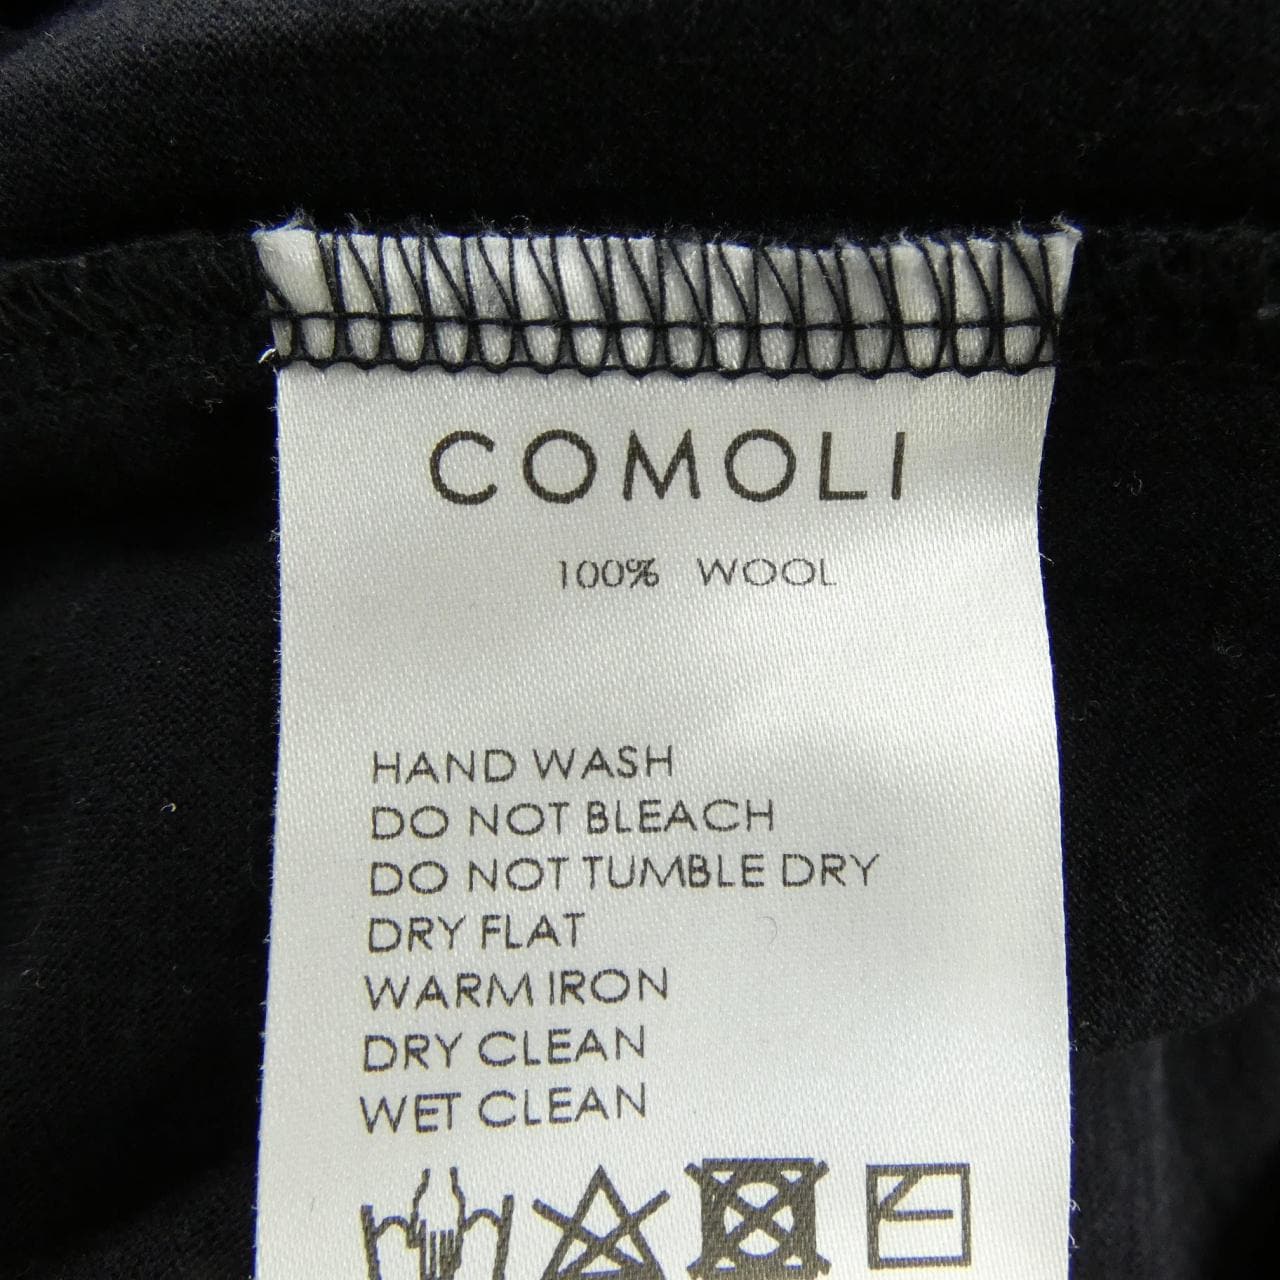 COMOLI
100% WOOL
HAND WASH
DO NOT BLEACH
DO NOT TUMBLE DRY
DRY FLAT
WARM IRON
DRY CLEAN
WET CLEAN